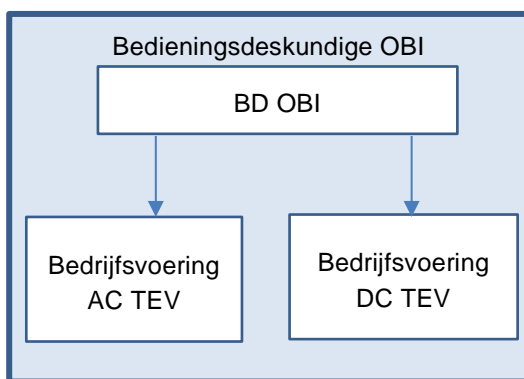 Bedieningsdeskundige OBI
BD OBI
Bedrijfsvoering
AC TEV
Bedrijfsvoering
DC TEV